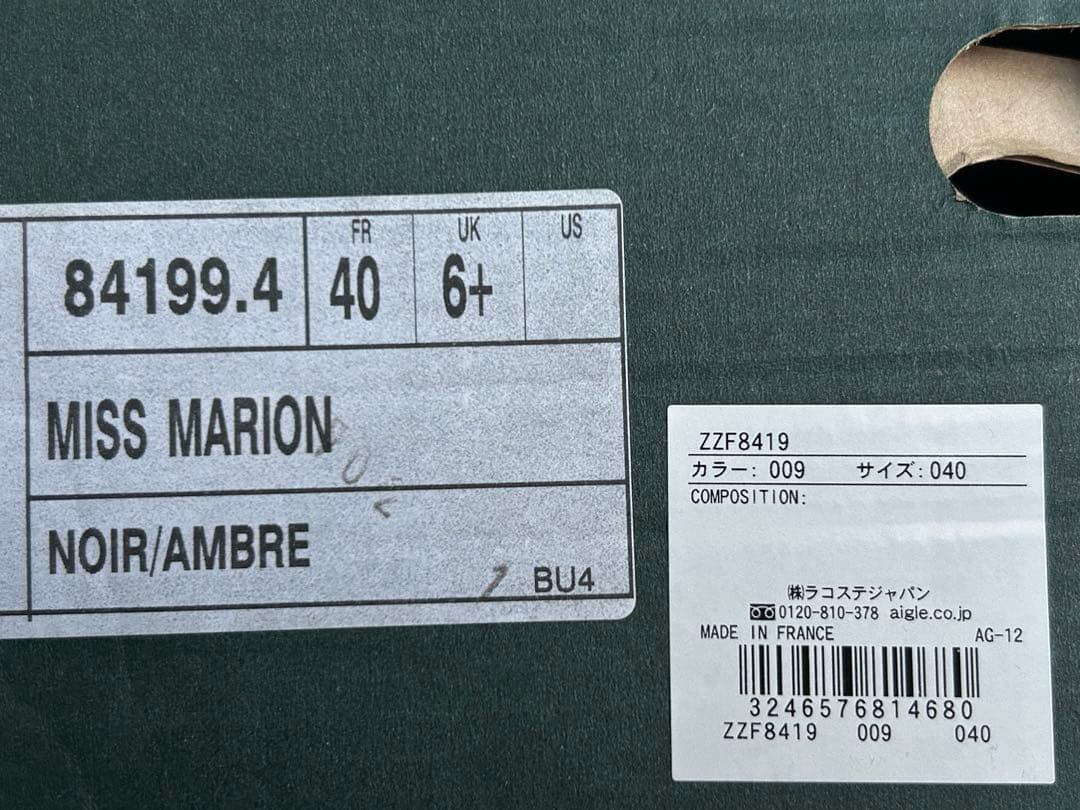 FR UK US
84199.4 40 6+
MISS MARION
NOIR/AMBRE
BU4
ZZF8419
カラー: 009 サイズ: 040
COMPOSITION:
㈱ラコステジャパン
0120-810-378 aigle.co.jp
MADE IN FRANCE AG-12
3246576814680
ZZF8419 009 040